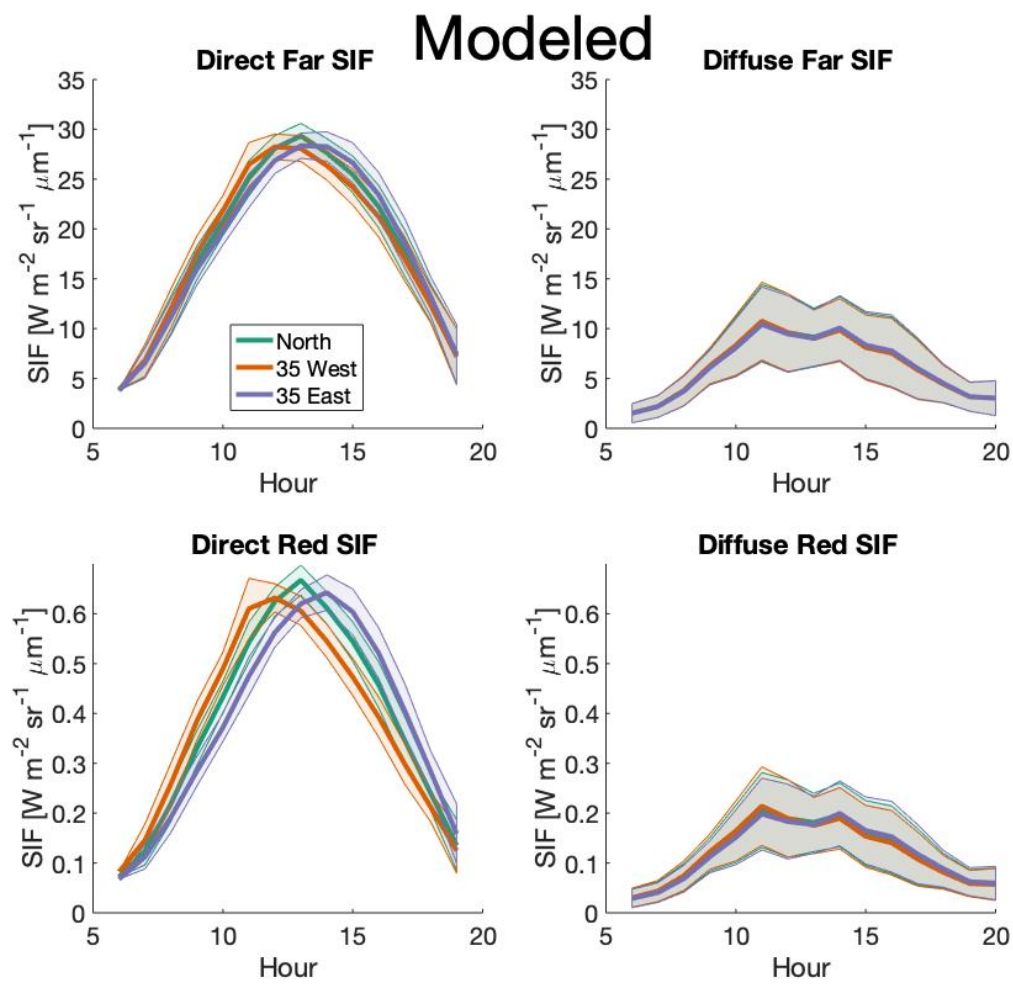 Modeled
Direct Far SIF
35
30
25
20
15
10
5
0
SIF [W m-2 sr-1 μm-1]
North
35 West
35 East
5
10
15
20
Hour
Diffuse Far SIF
35
30
25
20
15
10
5
0
SIF [W m-2 sr-1 μm-1]
5
10
15
20
Hour
Direct Red SIF
0.6
0.5
0.4
0.3
0.2
0.1
0
SIF [W m-2 sr-1 μm-1]
5
10
15
20
Hour
Diffuse Red SIF
0.6
0.5
0.4
0.3
0.2
0.1
0
SIF [W m-2 sr-1 μm-1]
5
10
15
20
Hour